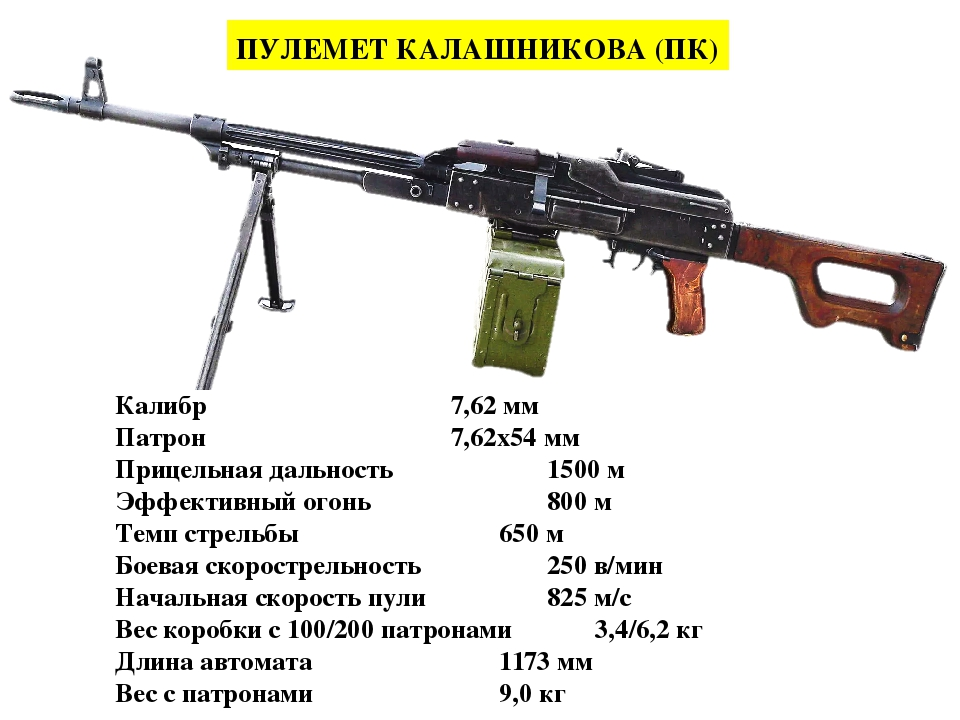 ПУЛЕМЕТ КАЛАШНИКОВА (ПК)
Калибр 7,62 мм
Патрон 7,62х54 мм
Прицельная дальность 1500 м
Эффективный огонь 800 м
Темп стрельбы 650 м
Боевая скорострельность 250 в/мин
Начальная скорость пули 825 м/с
Вес коробки с 100/200 патронами 3,4/6,2 кг
Длина автомата 1173 мм
Вес с патронами 9,0 кг